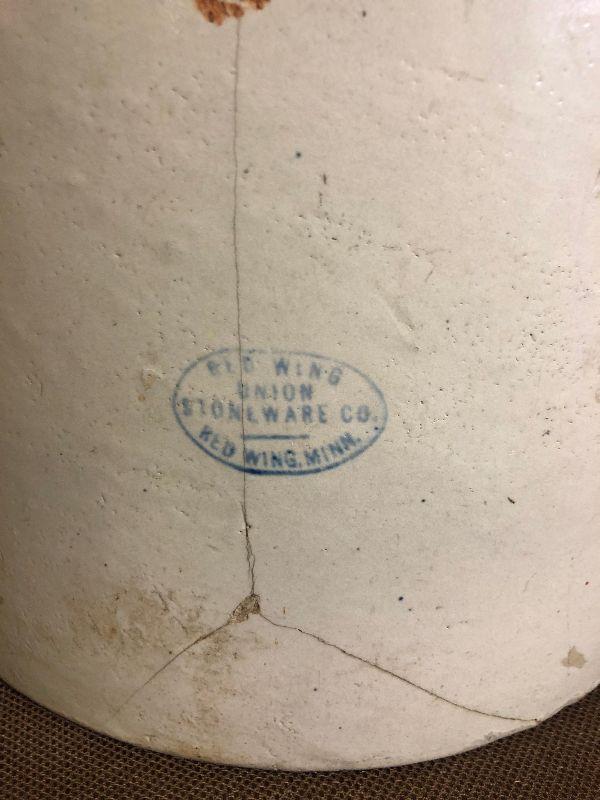 RED WING
UNION
STONEWARE CO.
RED WING, MINN.